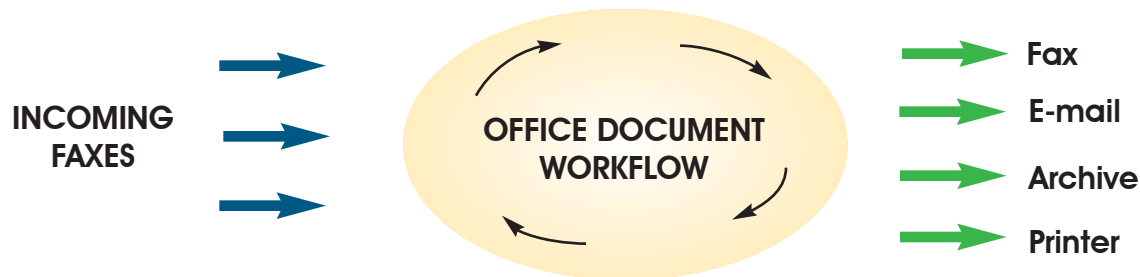 INCOMING
FAXES
OFFICE DOCUMENT
WORKFLOW
Fax
E-mail
Archive
Printer